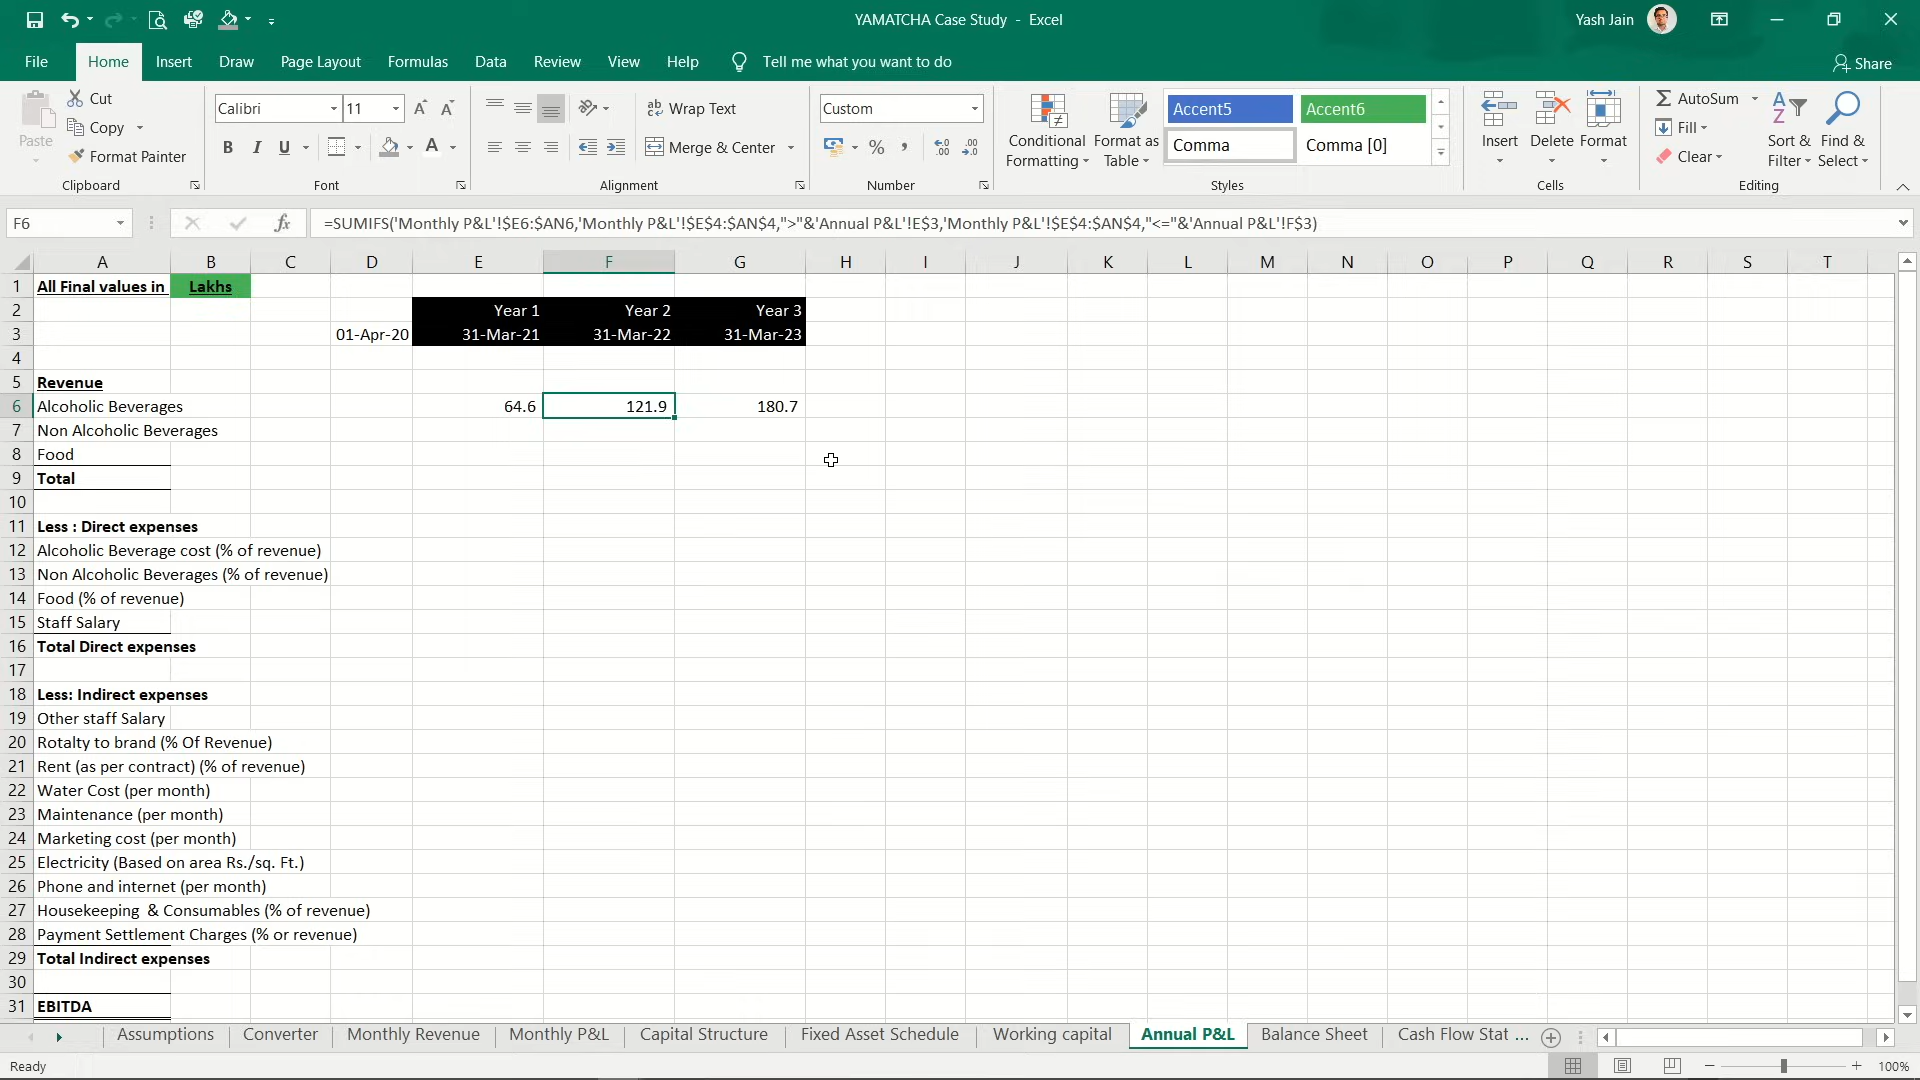 YAMATCHA Case Study - Excel
Yash Jain
File Home Insert Draw Page Layout Formulas Data Review View Help Tell me what you want to do Share
Paste
Cut
Copy
Format Painter
Clipboard
Calibri 11
B I U
Font
Wrap Text
Merge & Center
Alignment
Custom
Number
Conditional Formatting
Format as Table
Accent5 Accent6
Comma Comma [0]
Styles
Insert Delete Format
Cells
AutoSum
Fill
Clear
Sort & Filter
Find & Select
Editing
F6 fx =SUMIFS('Monthly P&L'!$E6:$AN6,'Monthly P&L'!$E$4:$AN$4,">"&'Annual P&L'!E$3,'Monthly P&L'!$E$4:$AN$4,"<="&'Annual P&L'!F$3)
A B C D E F G H I J K L M N O P Q R S T
1 All Final values in Lakhs
2 Year 1 Year 2 Year 3
3 01-Apr-20 31-Mar-21 31-Mar-22 31-Mar-23
4
5 Revenue
6 Alcoholic Beverages 64.6 121.9 180.7
7 Non Alcoholic Beverages
8 Food
9 Total
10
11 Less : Direct expenses
12 Alcoholic Beverage cost (% of revenue)
13 Non Alcoholic Beverages (% of revenue)
14 Food (% of revenue)
15 Staff Salary
16 Total Direct expenses
17
18 Less: Indirect expenses
19 Other staff Salary
20 Rotalty to brand (% Of Revenue)
21 Rent (as per contract) (% of revenue)
22 Water Cost (per month)
23 Maintenance (per month)
24 Marketing cost (per month)
25 Electricity (Based on area Rs./sq. Ft.)
26 Phone and internet (per month)
27 Housekeeping & Consumables (% of revenue)
28 Payment Settlement Charges (% or revenue)
29 Total Indirect expenses
30
31 EBITDA
Assumptions Converter Monthly Revenue Monthly P&L Capital Structure Fixed Asset Schedule Working capital Annual P&L Balance Sheet Cash Flow Stat ...
Ready 100%